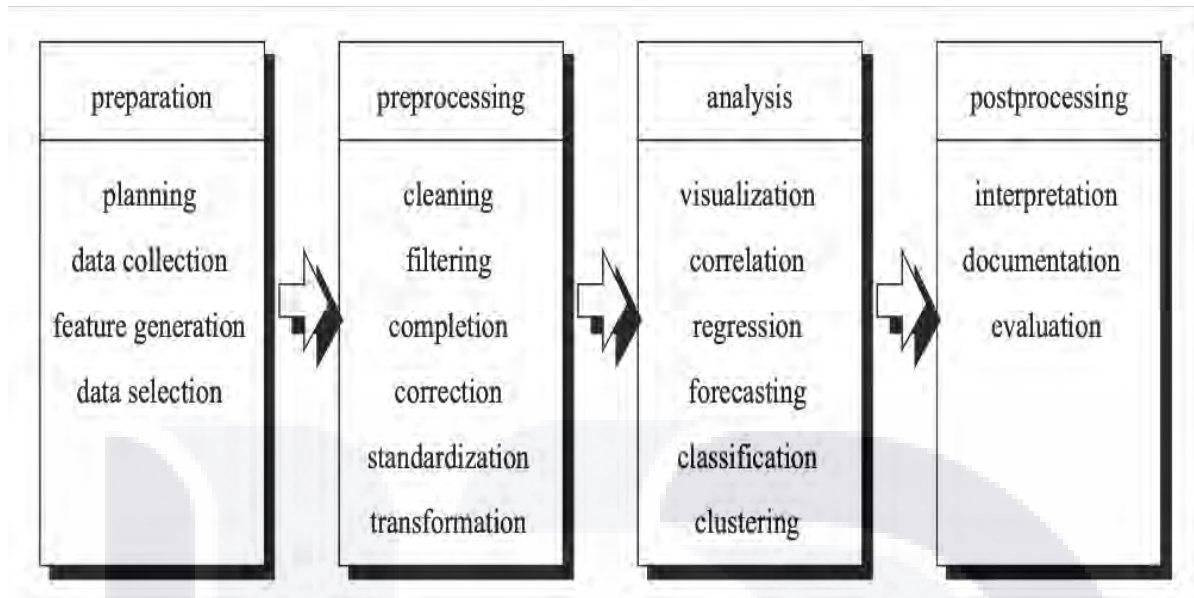 preparation
planning
data collection
feature generation
data selection
preprocessing
cleaning
filtering
completion
correction
standardization
transformation
analysis
visualization
correlation
regression
forecasting
classification
clustering
postprocessing
interpretation
documentation
evaluation